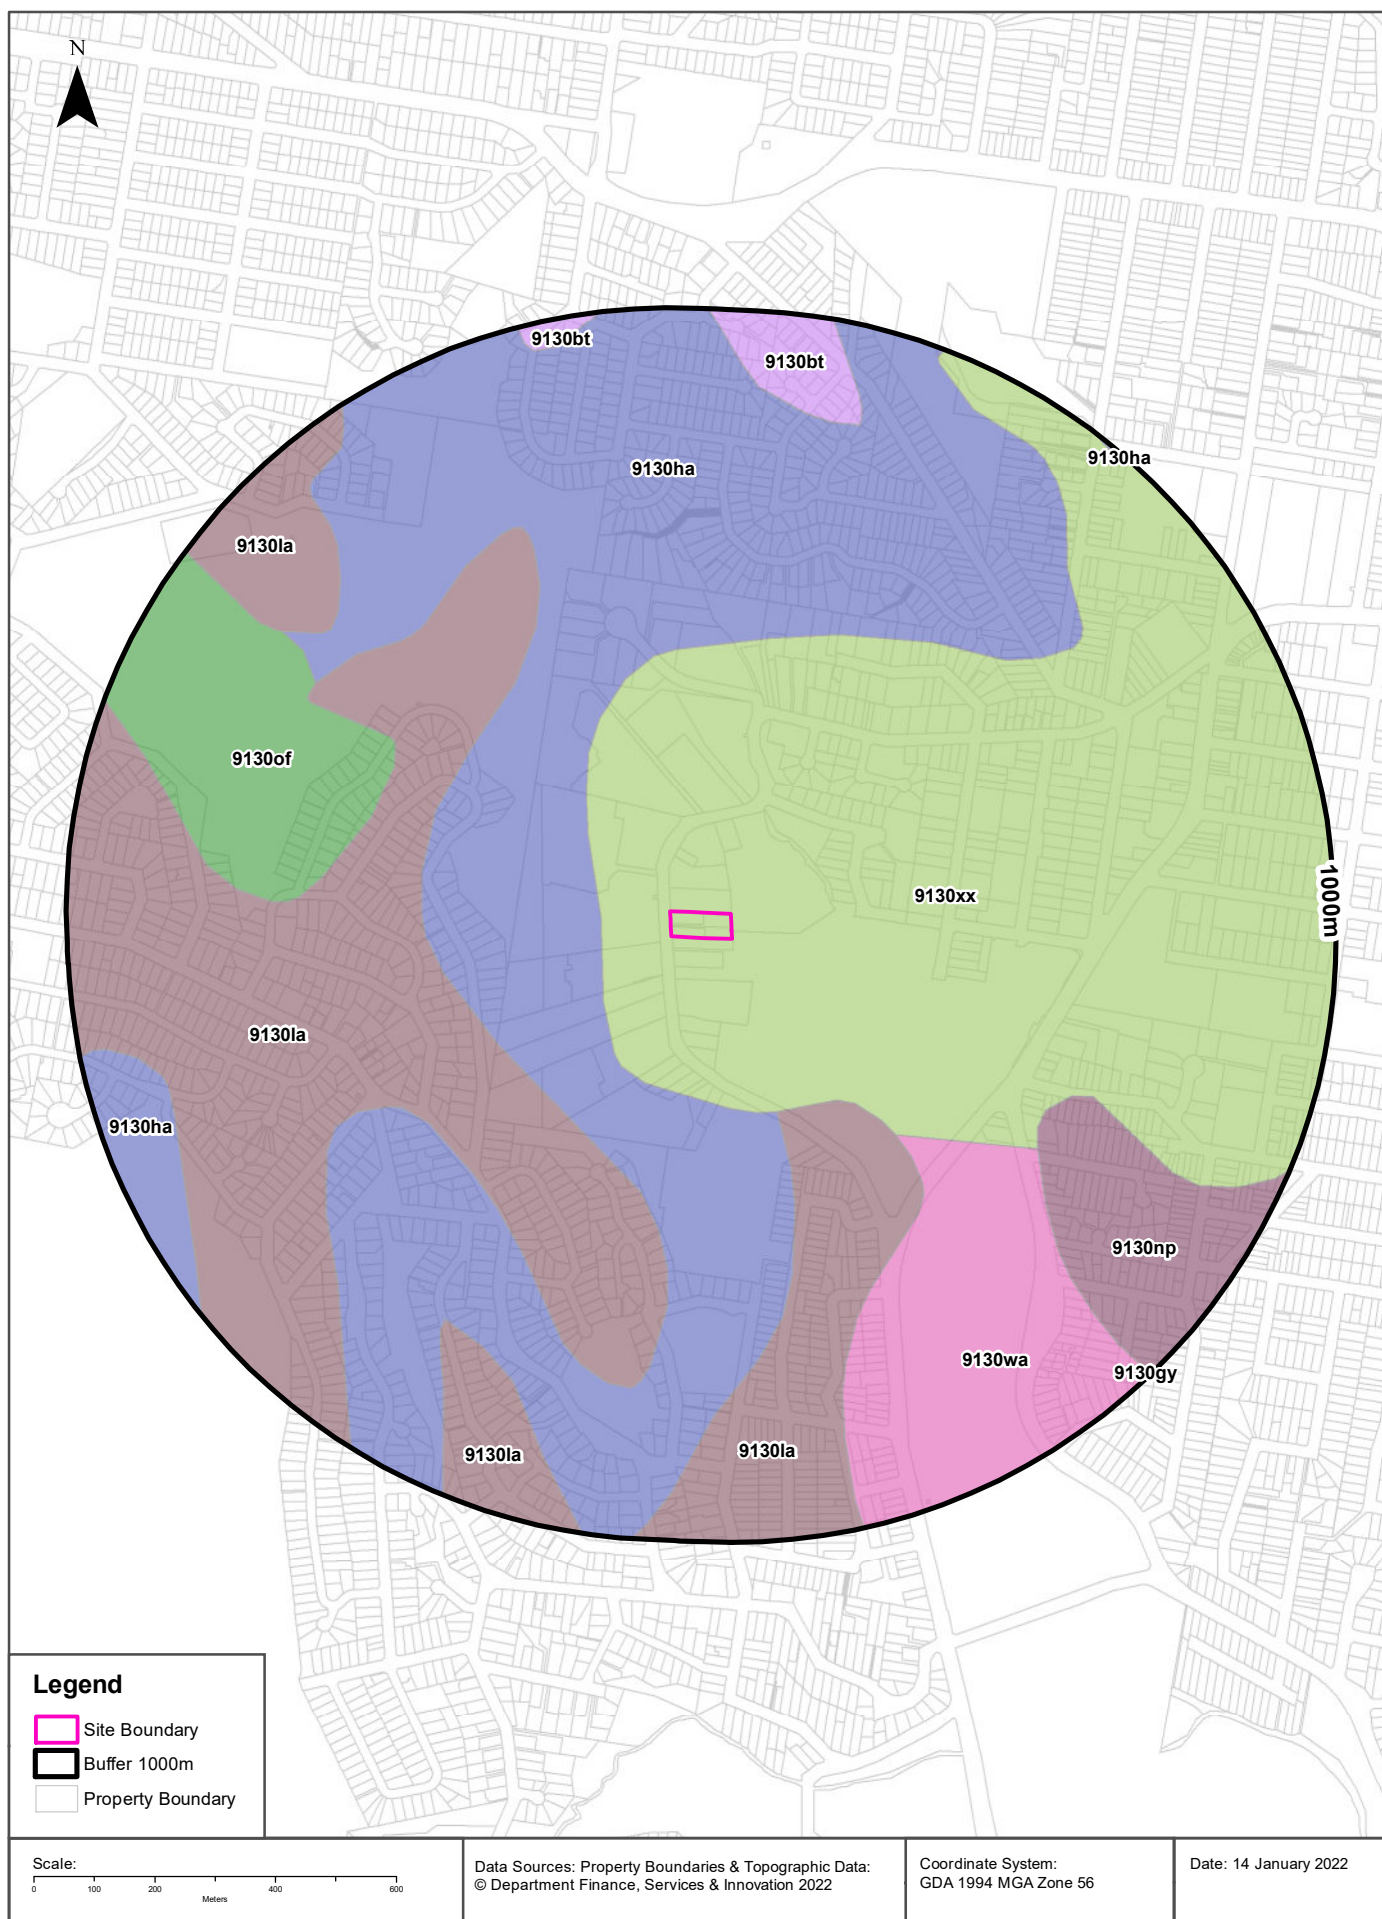 N
9130bt
9130bt
9130ha
9130ha
9130la
9130of
9130xx
1000m
9130la
9130ha
9130np
9130wa
9130gy
9130la
9130la
Legend
Site Boundary
Buffer 1000m
Property Boundary
Scale:
0 100 200 400 600
Meters
Data Sources: Property Boundaries & Topographic Data:
© Department Finance, Services & Innovation 2022
Coordinate System:
GDA 1994 MGA Zone 56
Date: 14 January 2022